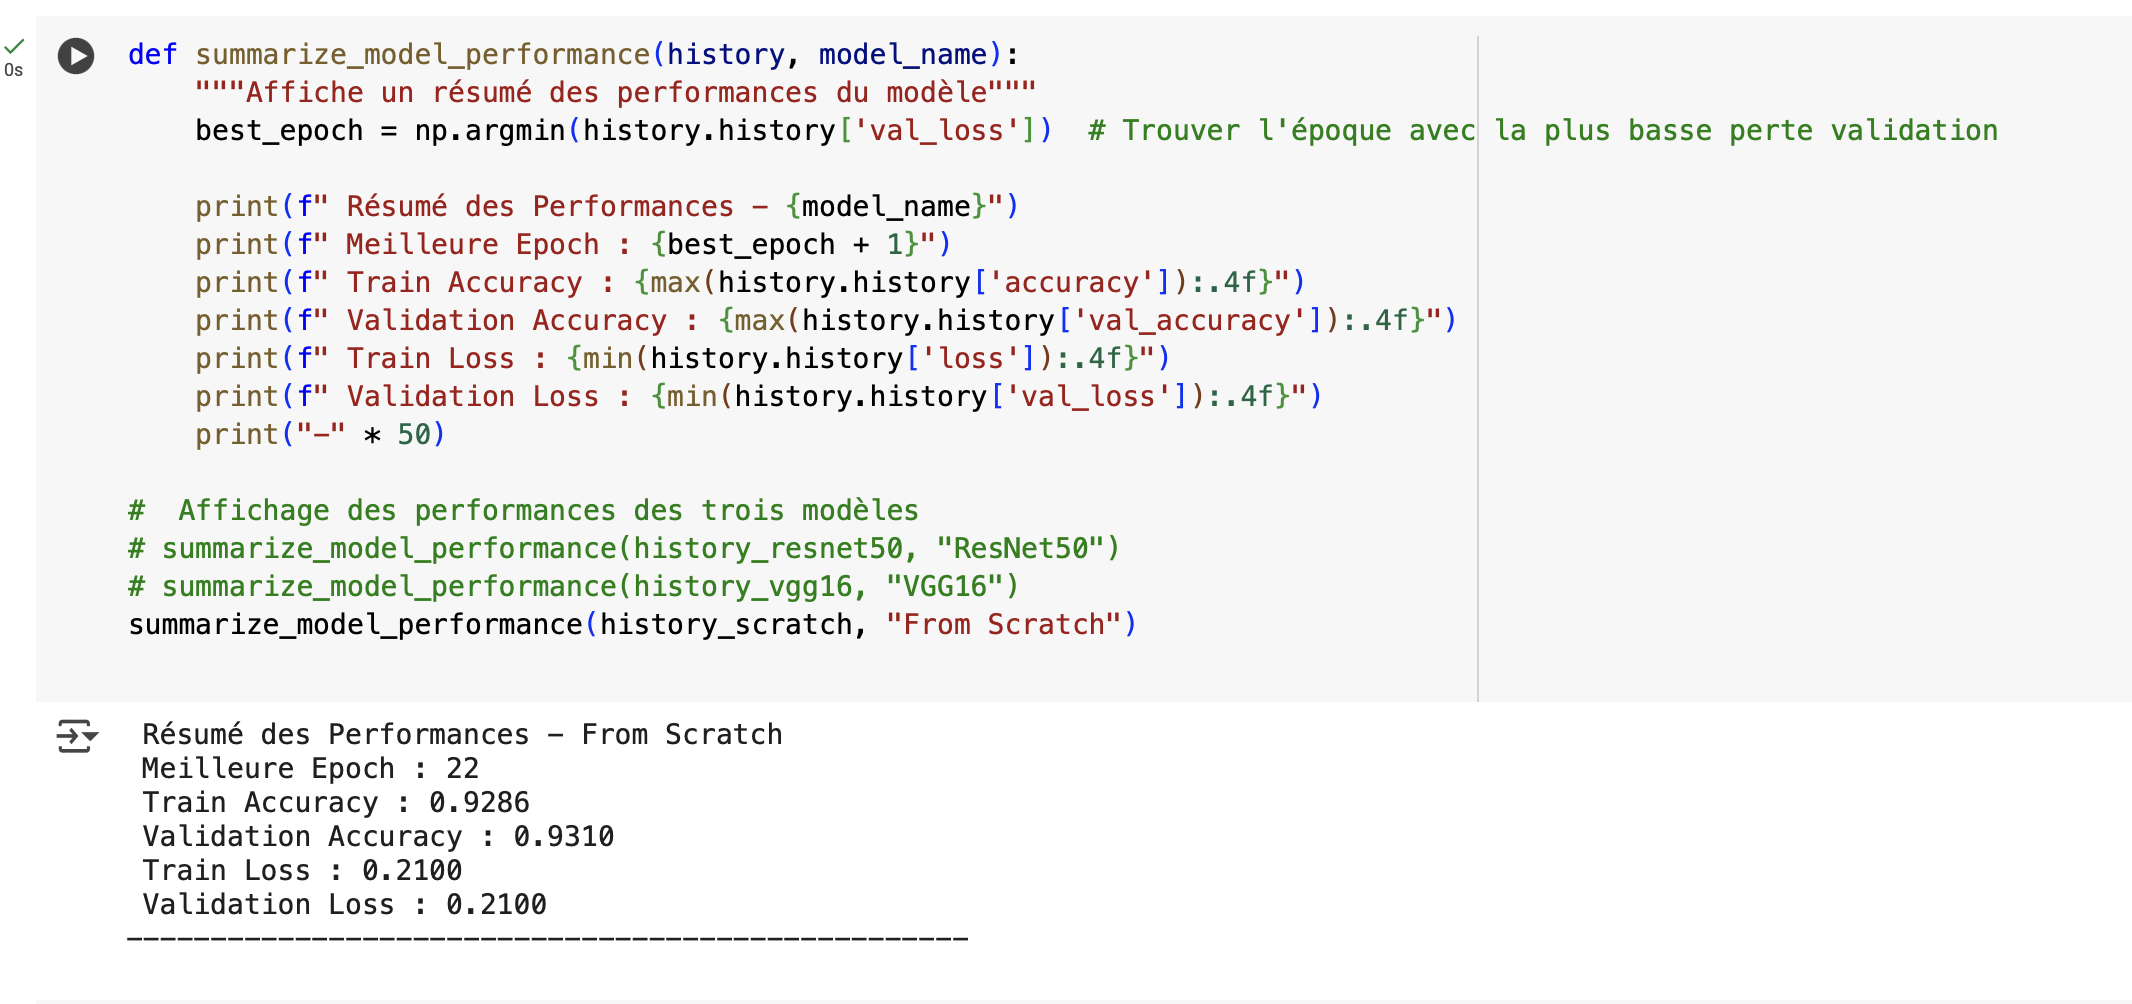 0s
def summarize_model_performance(history, model_name):
    """Affiche un résumé des performances du modèle"""
    best_epoch = np.argmin(history.history['val_loss'])  # Trouver l'époque avec la plus basse perte validation

    print(f" Résumé des Performances - {model_name}")
    print(f" Meilleure Epoch : {best_epoch + 1}")
    print(f" Train Accuracy : {max(history.history['accuracy']):.4f}")
    print(f" Validation Accuracy : {max(history.history['val_accuracy']):.4f}")
    print(f" Train Loss : {min(history.history['loss']):.4f}")
    print(f" Validation Loss : {min(history.history['val_loss']):.4f}")
    print("-" * 50)

#  Affichage des performances des trois modèles
# summarize_model_performance(history_resnet50, "ResNet50")
# summarize_model_performance(history_vgg16, "VGG16")
summarize_model_performance(history_scratch, "From Scratch")

 Résumé des Performances - From Scratch
 Meilleure Epoch : 22
 Train Accuracy : 0.9286
 Validation Accuracy : 0.9310
 Train Loss : 0.2100
 Validation Loss : 0.2100
--------------------------------------------------